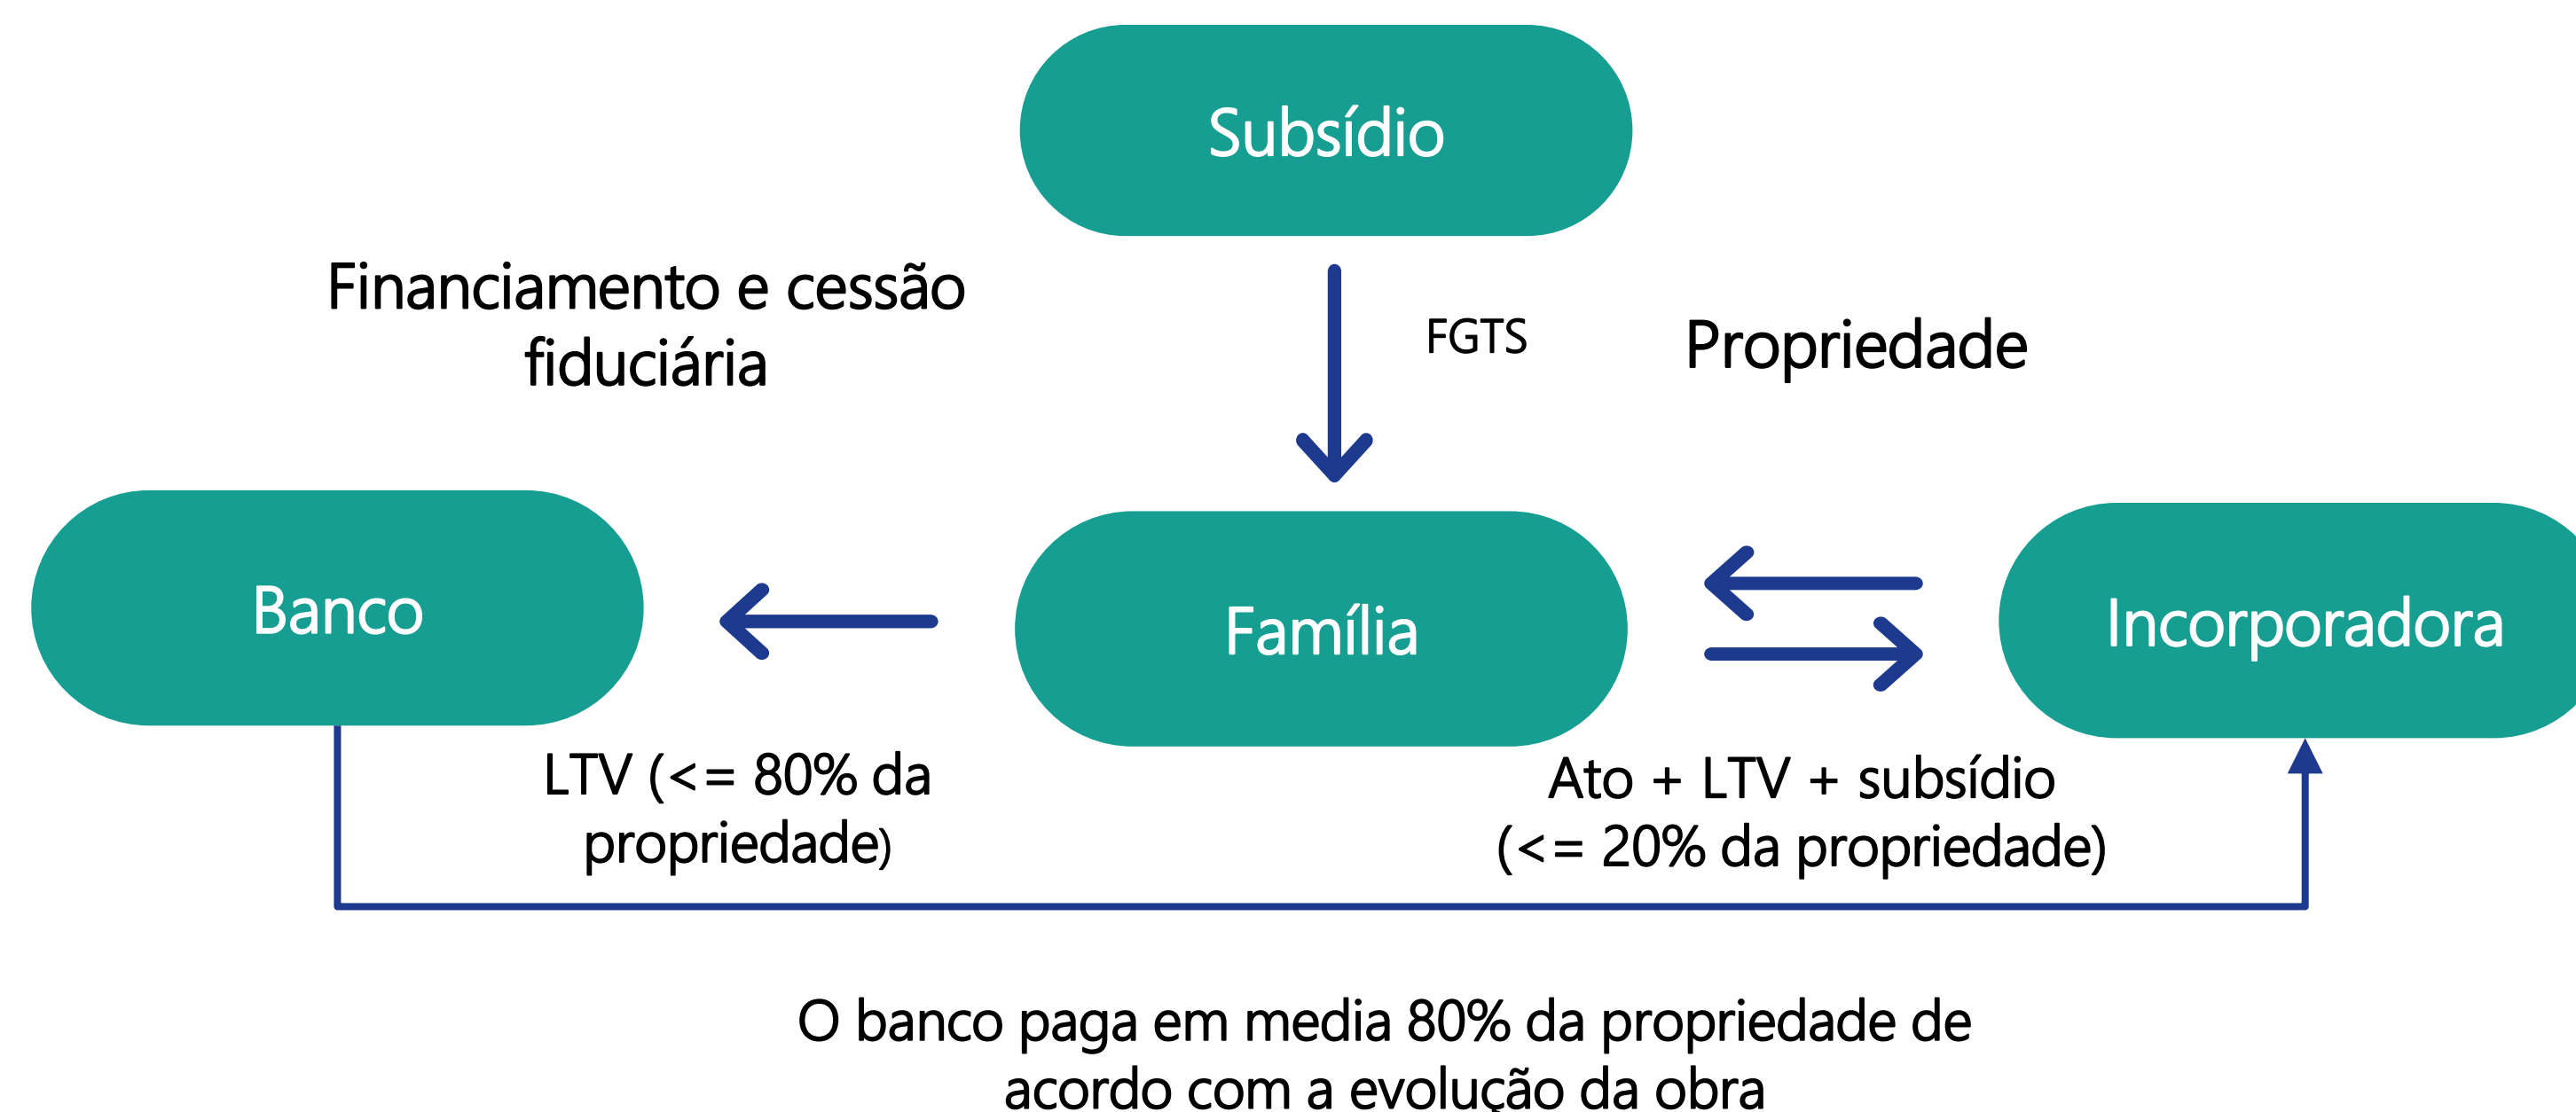 Subsídio
Financiamento e cessão
fiduciária
FGTS
Propriedade
Banco
Família
Incorporadora
LTV (<= 80% da
propriedade)
Ato + LTV + subsídio
(<= 20% da propriedade)
O banco paga em media 80% da propriedade de
acordo com a evolução da obra